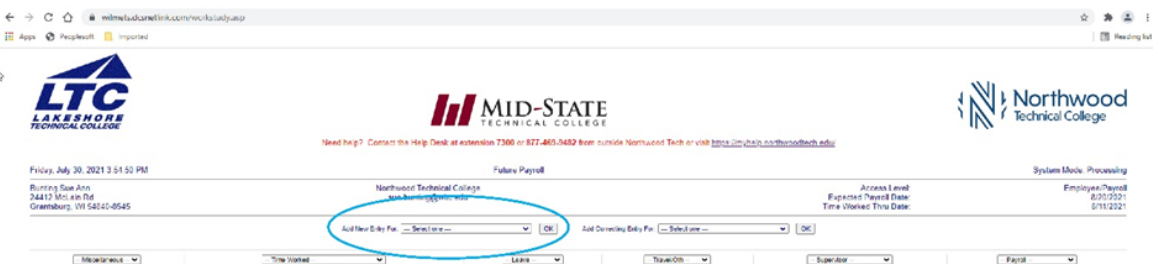 wilmets.dcsnetlink.com/workstudy.asp
Apps Peoplesoft Imported Reading list
LTC
LAKESHORE
TECHNICAL COLLEGE
MID-STATE
TECHNICAL COLLEGE
Northwood
Technical College
Need help? Contact the Help Desk at extension 7300 or 877-469-9482 from outside Northwood Tech or visit https://myhelp.northwoodtech.edu/
Friday, July 30, 2021 3:54:50 PM Future Payroll System Mode: Processing
Bunting Sue Ann Northwood Technical College Access Level: Employee/Payroll
24412 McLain Rd Expected Payroll Date: 8/20/2021
Grantsburg, WI 54840-8545 Time Worked Thru Date: 8/11/2021
Add New Entry For: --- Select one --- OK Add Correcting Entry For: --- Select one --- OK
-- Miscellaneous -- -- Time Worked -- -- Leave -- -- Travel/Oth -- -- Supervisor -- -- Payroll --